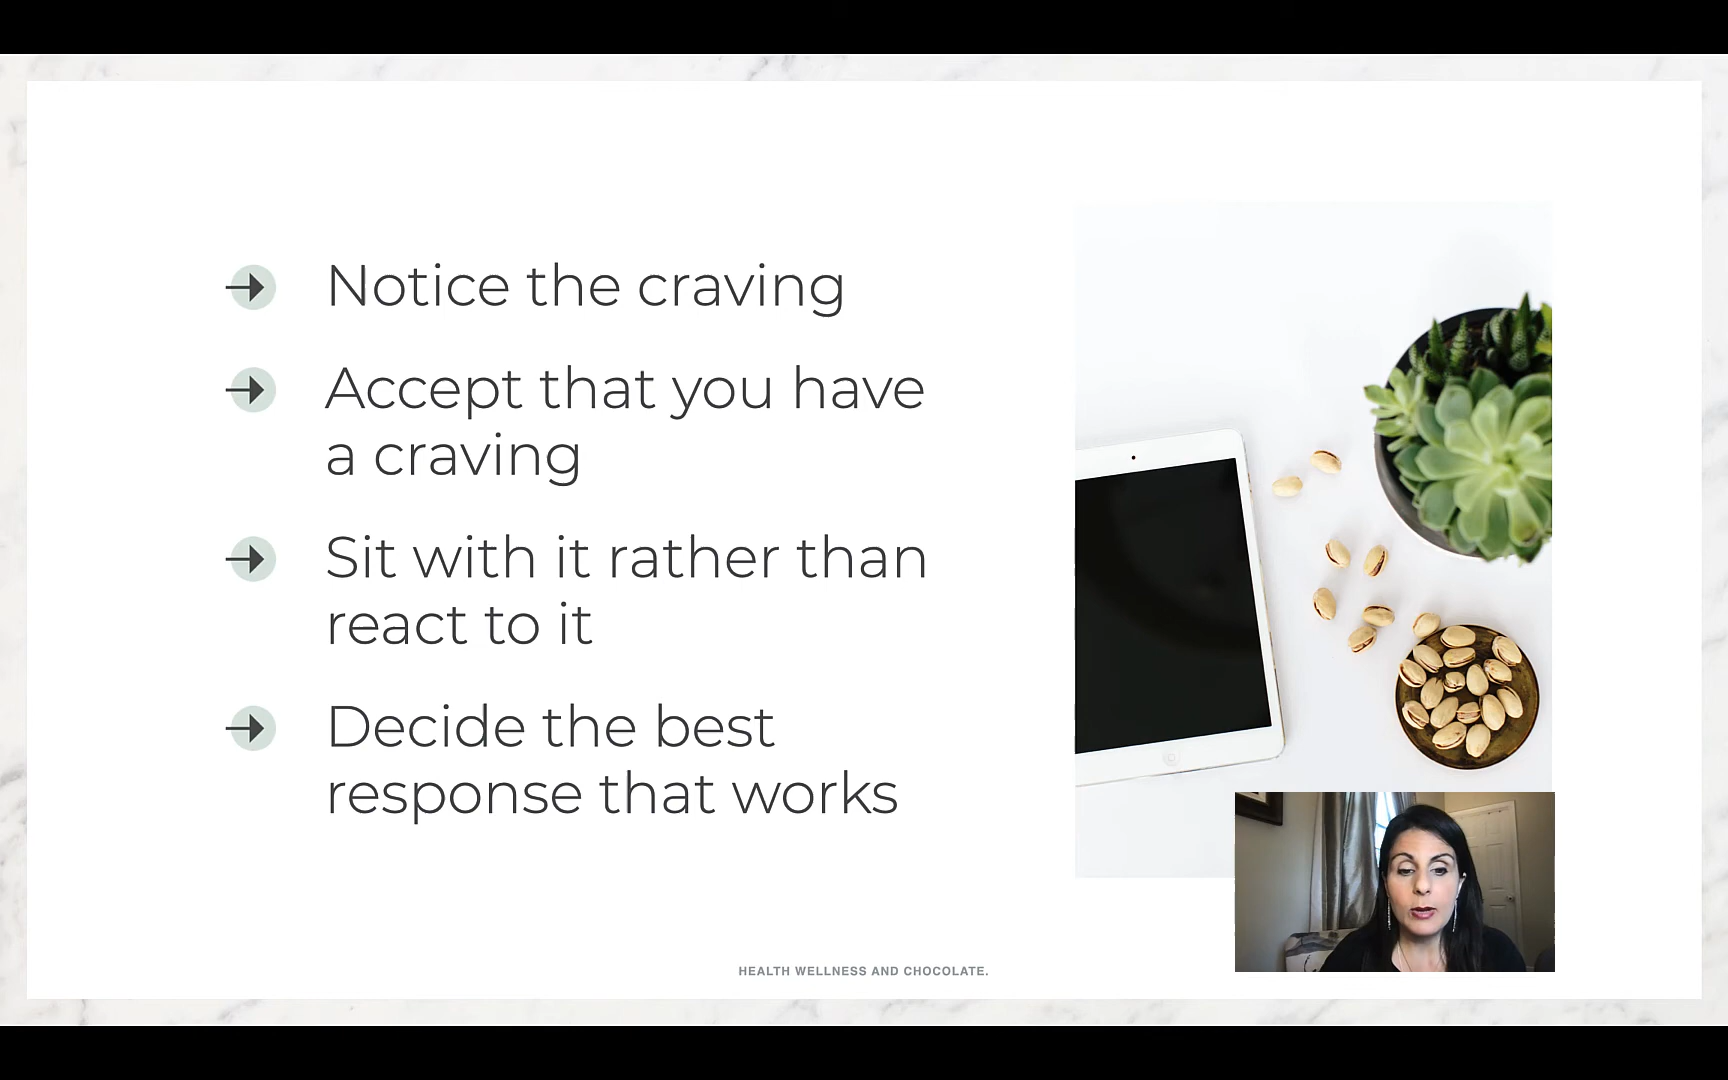 Notice the craving
Accept that you have
a craving
Sit with it rather than
react to it
Decide the best
response that works
HEALTH WELLNESS AND CHOCOLATE.